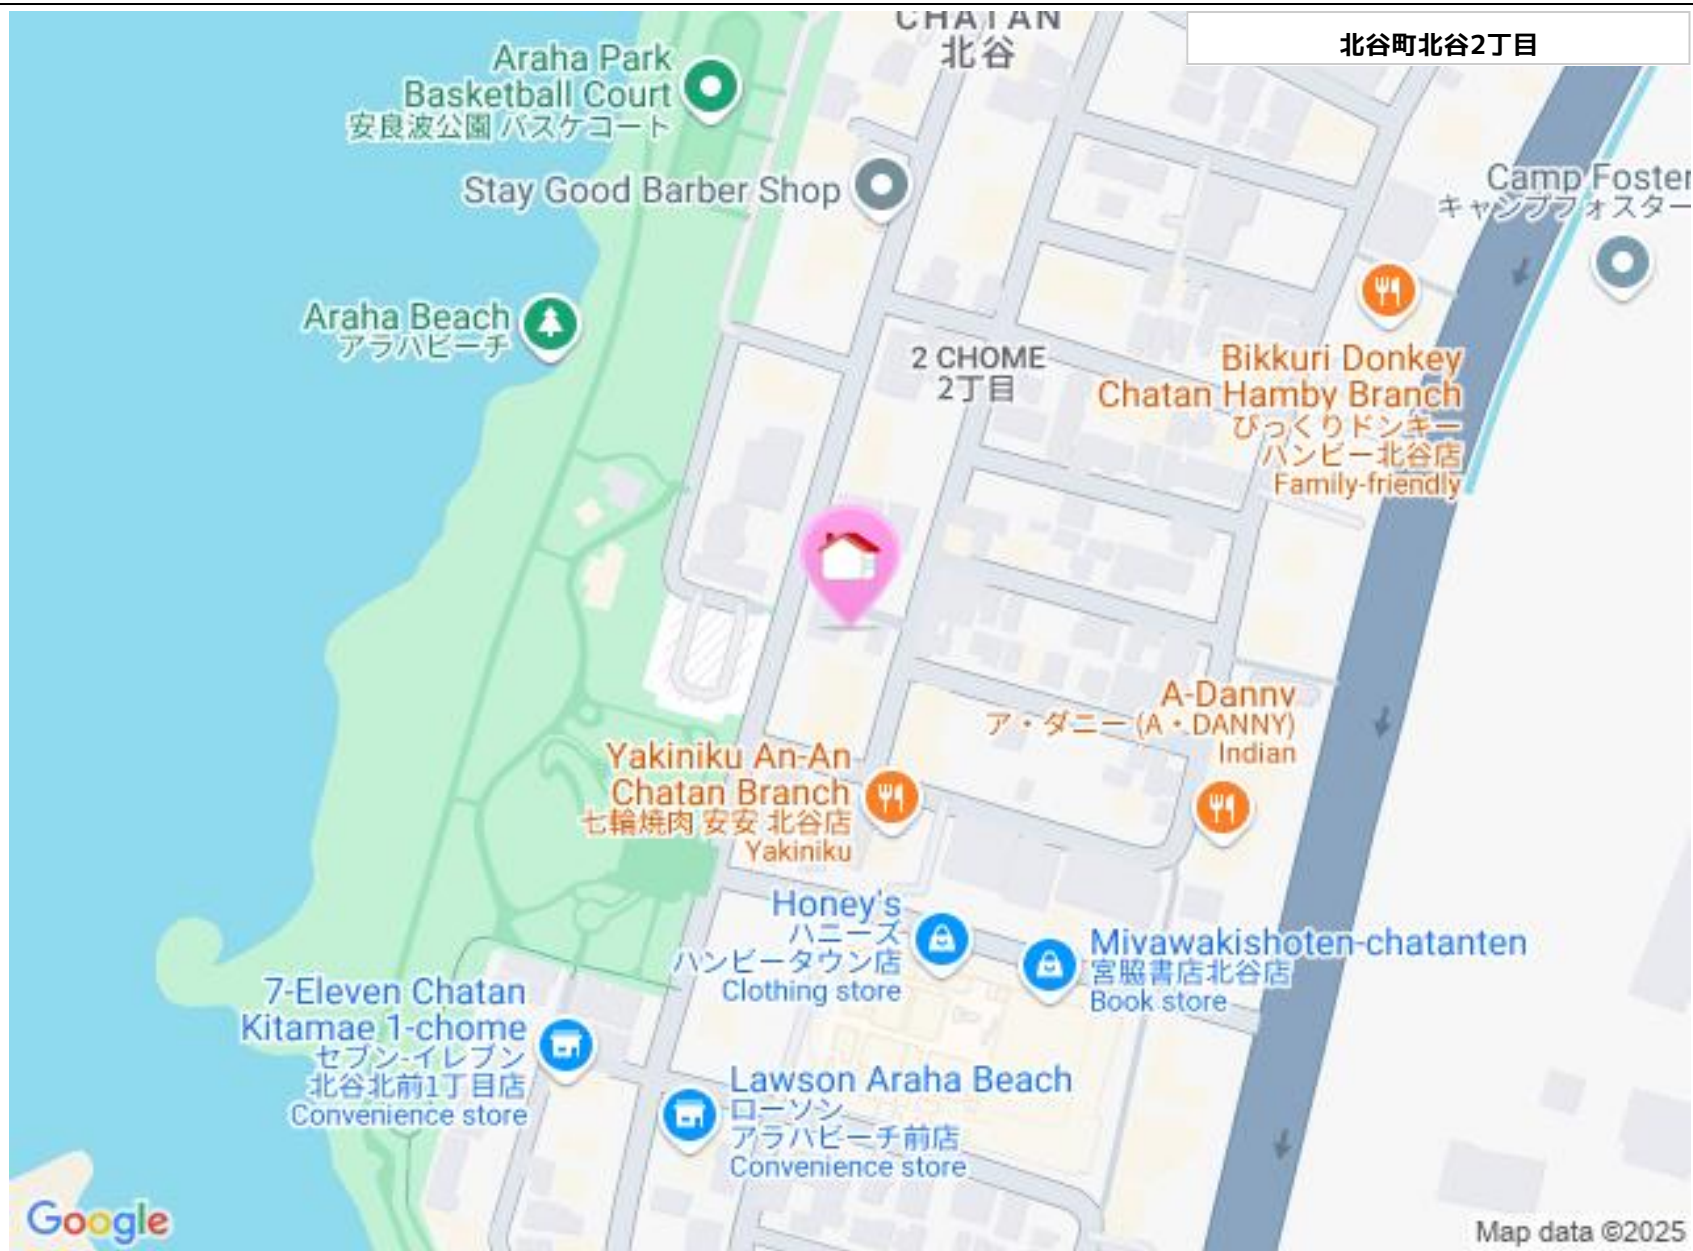 CHATAN
北谷
北谷町北谷2丁目
Araha Park
Basketball Court
安良波公園 バスケコート
Stay Good Barber Shop
Camp Foster
キャンプフォスター
Araha Beach
アラハビーチ
2 CHOME
2丁目
Bikkuri Donkey
Chatan Hamby Branch
びっくりドンキー
ハンビー北谷店
Family-friendly
A-Danny
ア・ダニー (A・DANNY)
Indian
Yakiniku An-An
Chatan Branch
七輪焼肉 安安 北谷店
Yakiniku
Honey's
ハニーズ
ハンビータウン店
Clothing store
Miyawakishoten-chatanten
宮脇書店北谷店
Book store
7-Eleven Chatan
Kitamae 1-chome
セブン-イレブン
北谷北前1丁目店
Convenience store
Lawson Araha Beach
ローソン
アラハビーチ前店
Convenience store
Google
Map data ©2025